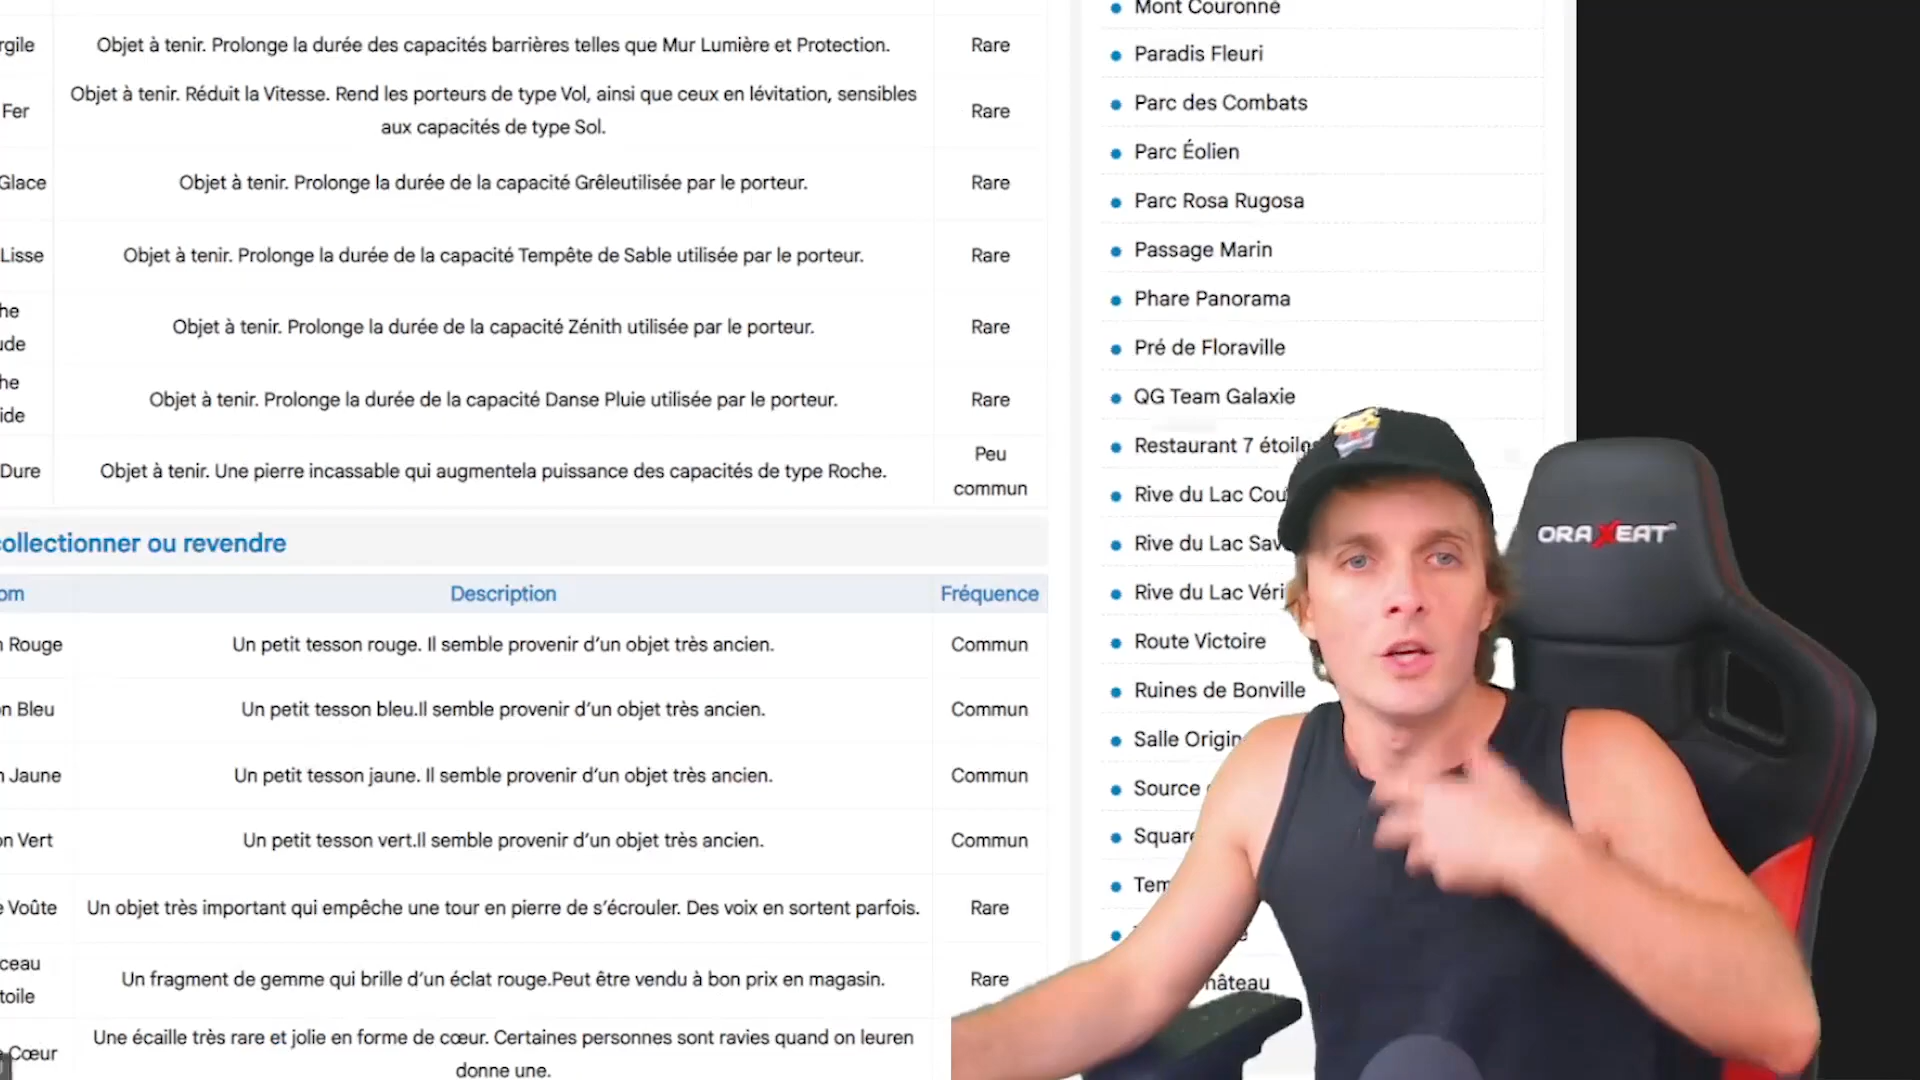 rgile
Objet à tenir. Prolonge la durée des capacités barrières telles que Mur Lumière et Protection.
Rare
Fer
Objet à tenir. Réduit la Vitesse. Rend les porteurs de type Vol, ainsi que ceux en lévitation, sensibles
aux capacités de type Sol.
Rare
Glace
Objet à tenir. Prolonge la durée de la capacité Grêleutilisée par le porteur.
Rare
Lisse
Objet à tenir. Prolonge la durée de la capacité Tempête de Sable utilisée par le porteur.
Rare
he
ude
Objet à tenir. Prolonge la durée de la capacité Zénith utilisée par le porteur.
Rare
he
ide
Objet à tenir. Prolonge la durée de la capacité Danse Pluie utilisée par le porteur.
Rare
Dure
Objet à tenir. Une pierre incassable qui augmentela puissance des capacités de type Roche.
Peu
commun
collectionner ou revendre
om
Description
Fréquence
n Rouge
Un petit tesson rouge. Il semble provenir d'un objet très ancien.
Commun
n Bleu
Un petit tesson bleu.Il semble provenir d'un objet très ancien.
Commun
n Jaune
Un petit tesson jaune. Il semble provenir d'un objet très ancien.
Commun
on Vert
Un petit tesson vert.Il semble provenir d'un objet très ancien.
Commun
e Voûte
Un objet très important qui empêche une tour en pierre de s'écrouler. Des voix en sortent parfois.
Rare
ceau
toile
Un fragment de gemme qui brille d'un éclat rouge.Peut être vendu à bon prix en magasin.
Rare
Cœur
Une écaille très rare et jolie en forme de cœur. Certaines personnes sont ravies quand on leuren
donne une.
Mont Couronné
Paradis Fleuri
Parc des Combats
Parc Éolien
Parc Rosa Rugosa
Passage Marin
Phare Panorama
Pré de Floraville
QG Team Galaxie
Restaurant 7 étoiles
Rive du Lac Cou
Rive du Lac Sav
Rive du Lac Véri
Route Victoire
Ruines de Bonville
Salle Origin
Source
Square
Tem
hâteau
ORAXEAT